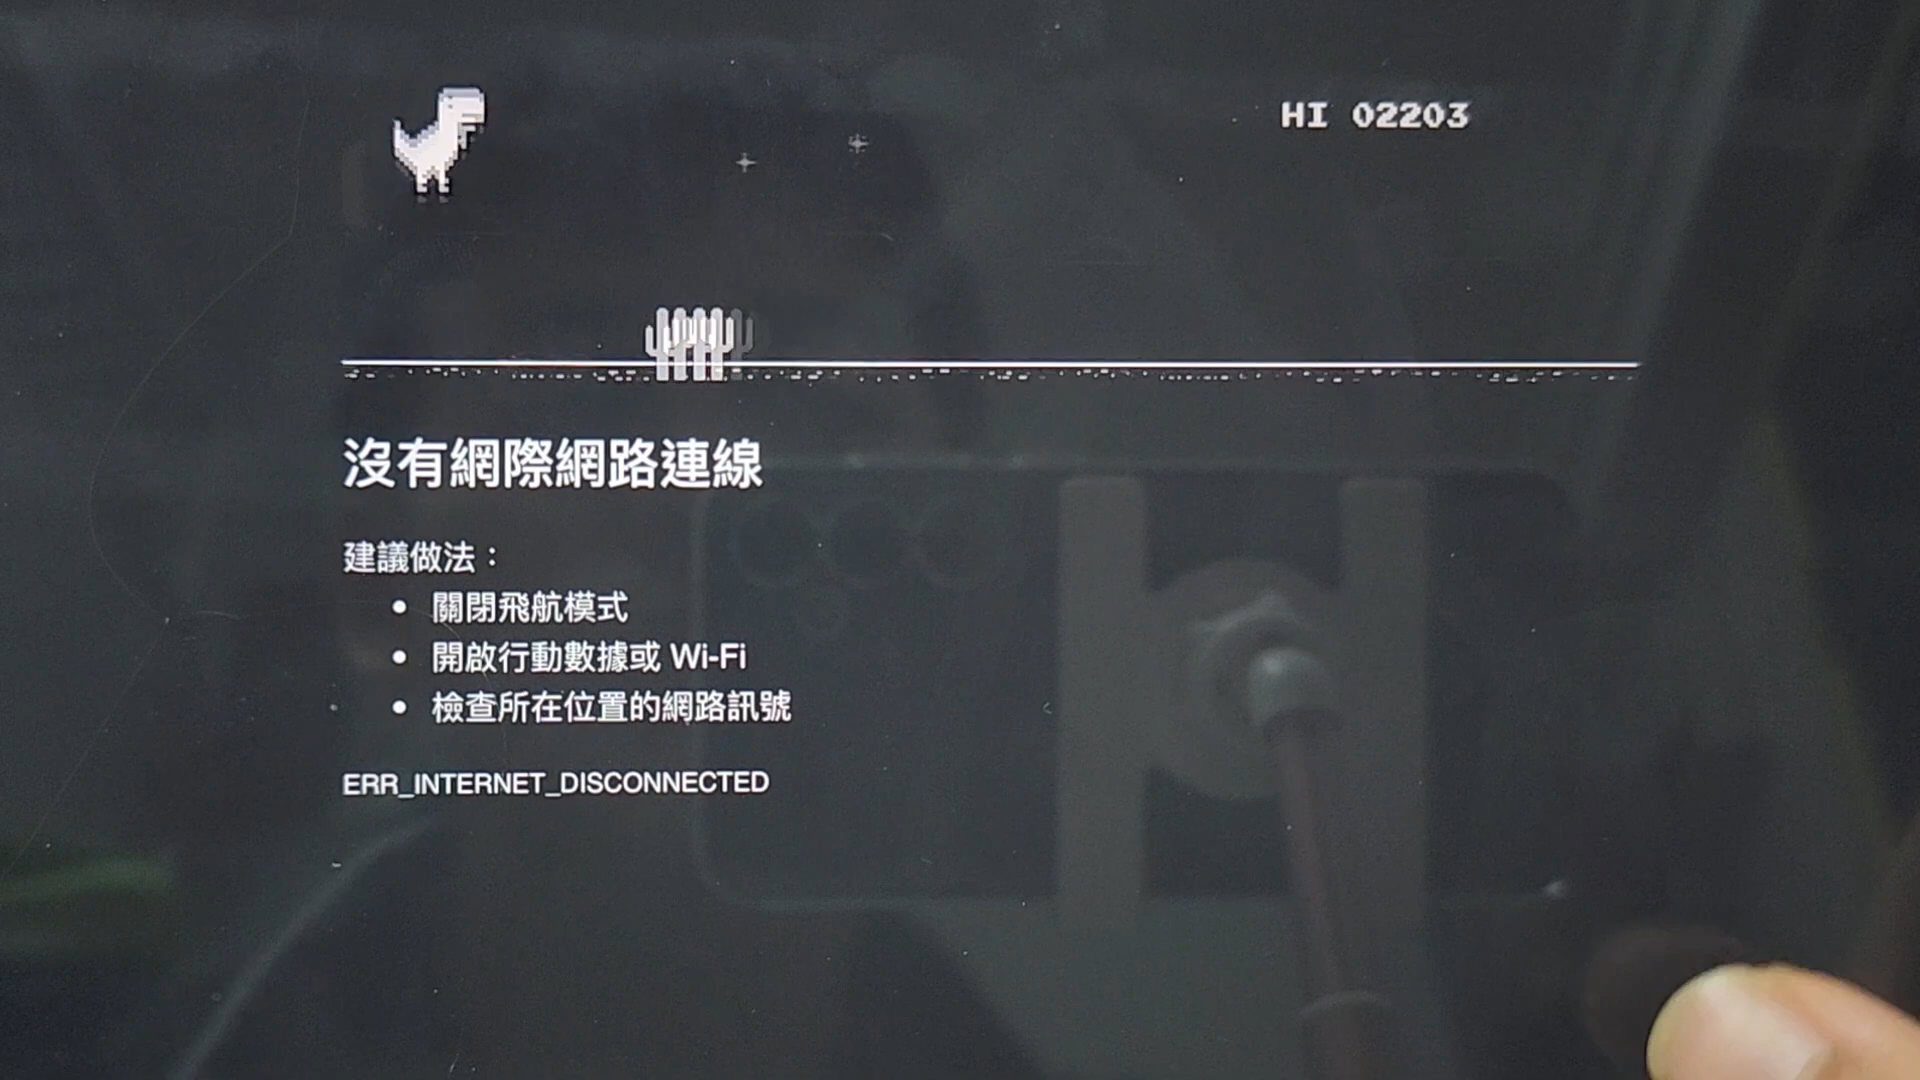 HI 02203
沒有網際網路連線
建議做法：
• 關閉飛航模式
• 開啟行動數據或 Wi-Fi
• 檢查所在位置的網路訊號
ERR_INTERNET_DISCONNECTED